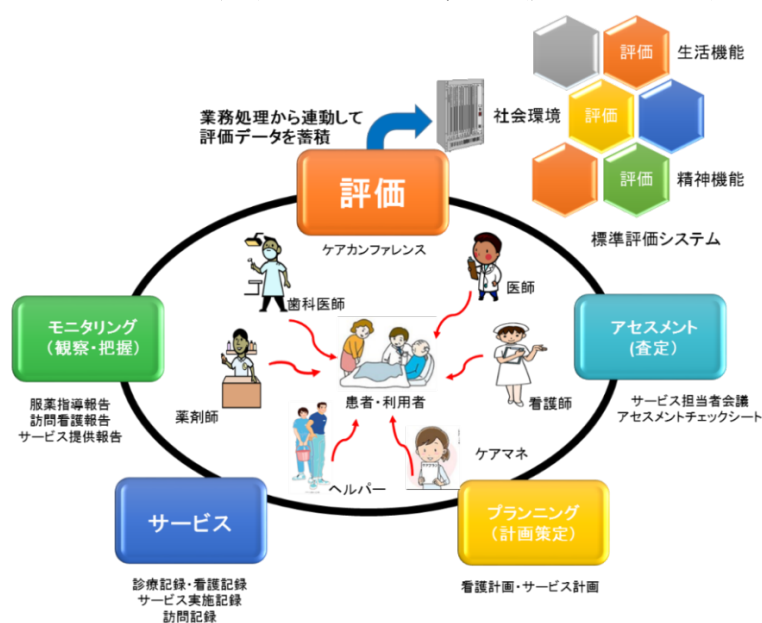 評価
生活機能
業務処理から連動して
評価データを蓄積
社会環境
評価
評価
精神機能
標準評価システム
評価
ケアカンファレンス
歯科医師
医師
モニタリング
（観察・把握）
服薬指導報告
訪問看護報告
サービス提供報告
薬剤師
患者・利用者
看護師
アセスメント
（査定）
サービス担当者会議
アセスメントチェックシート
ヘルパー
ケアマネ
サービス
診療記録・看護記録
サービス実施記録
訪問記録
プランニング
（計画策定）
看護計画・サービス計画